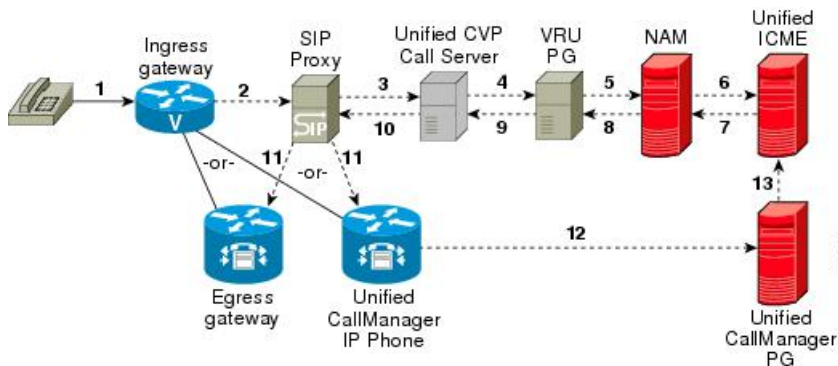 Ingress
gateway
SIP
Proxy
Unified CVP
Call Server
VRU
PG
NAM
Unified
ICME
1
2
3
4
5
6
10
9
8
7
V
SIP
-or-
11
-or-
11
13
12
Egress
gateway
Unified
CallManager
IP Phone
Unified
CallManager
PG